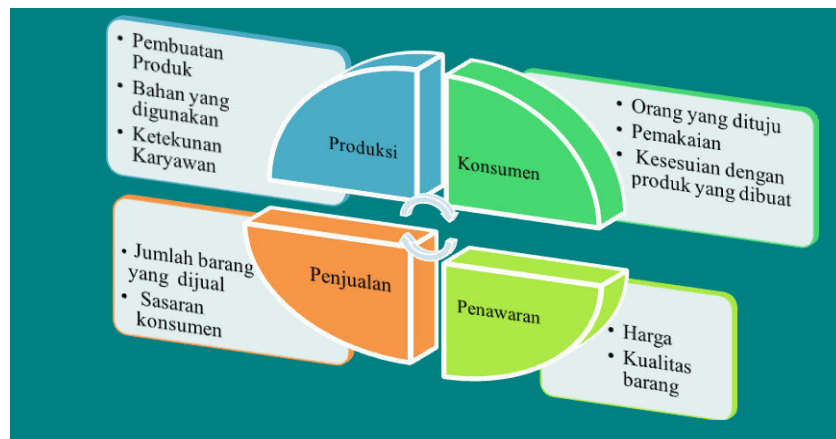 • Pembuatan
Produk
• Bahan yang
digunakan
• Ketekunan
Karyawan
Produksi
Konsumen
• Orang yang dituju
• Pemakaian
• Kesesuian dengan
produk yang dibuat
• Jumlah barang
yang dijual
• Sasaran
konsumen
Penjualan
Penawaran
• Harga
• Kualitas
barang